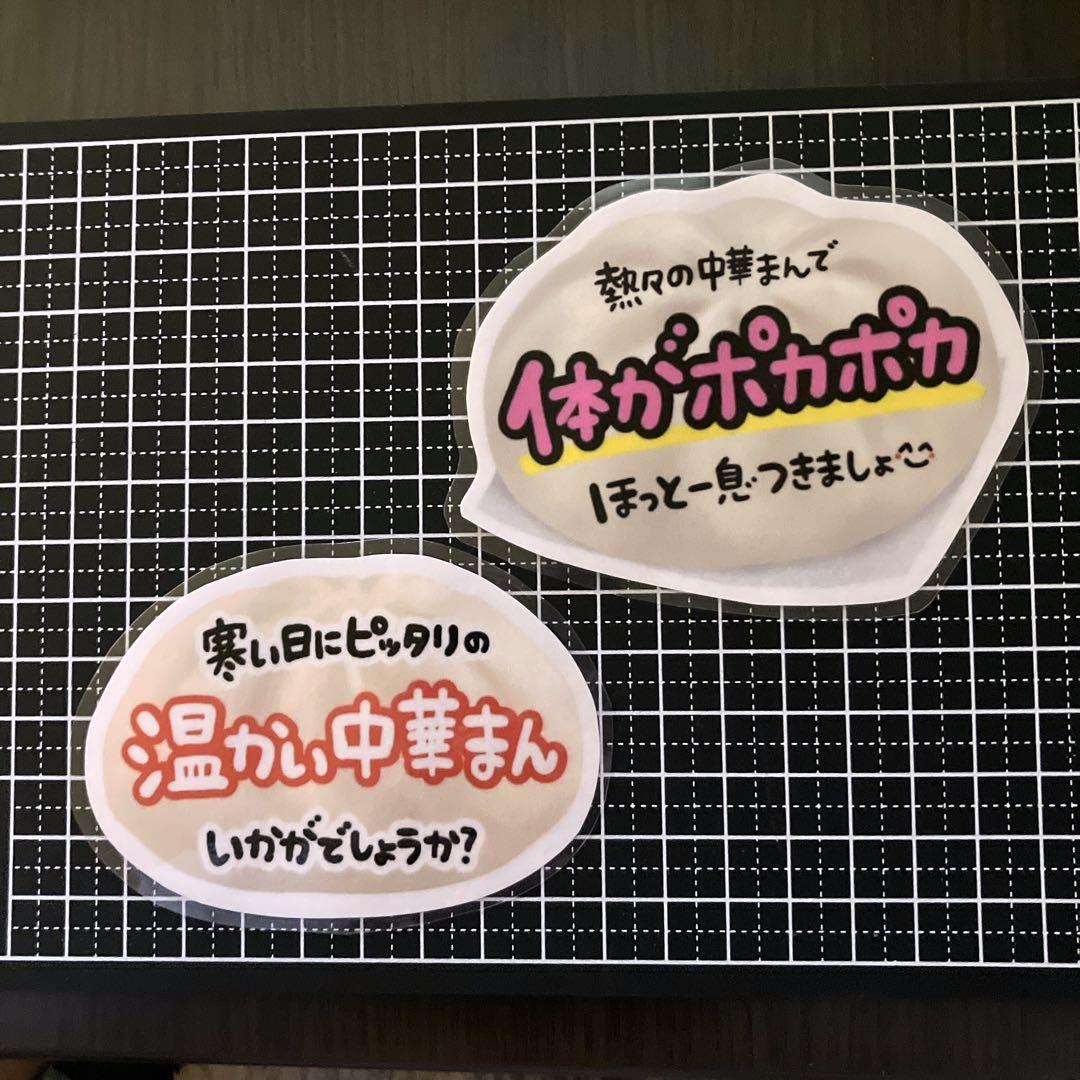 熱々の中華まんで
体がポカポカ
ほっと一息つきましょ
寒い日にピッタリの
温かい中華まん
いかがでしょうか?